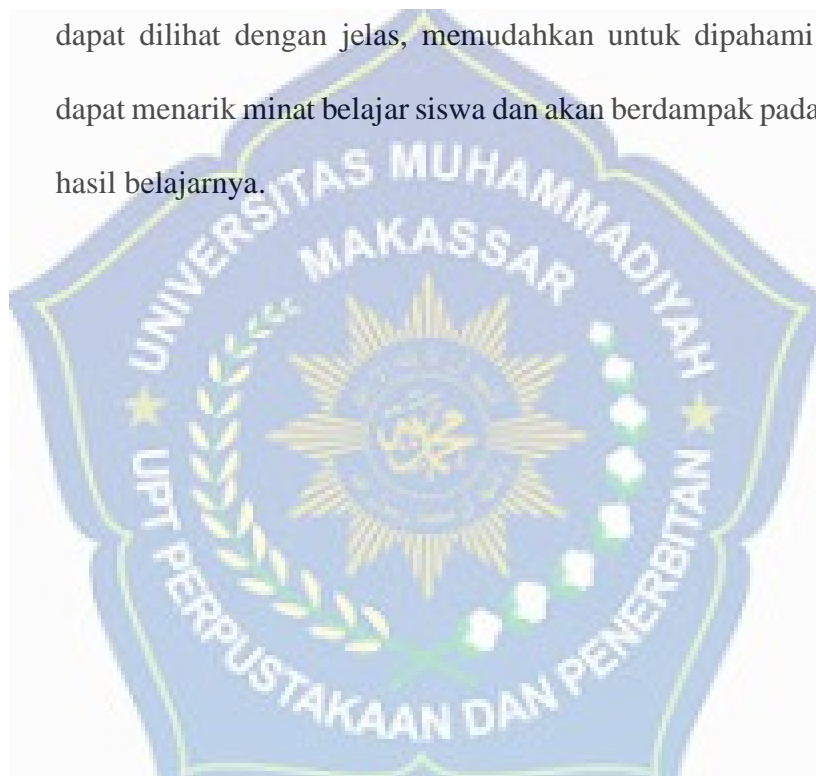 dapat dilihat dengan jelas, memudahkan untuk dipahami
dapat menarik minat belajar siswa dan akan berdampak pada
hasil belajarnya.
UNIVERSITAS MUHAMMADIYAH
MAKASSAR
UPT PERPUSTAKAAN DAN PENERBITAN